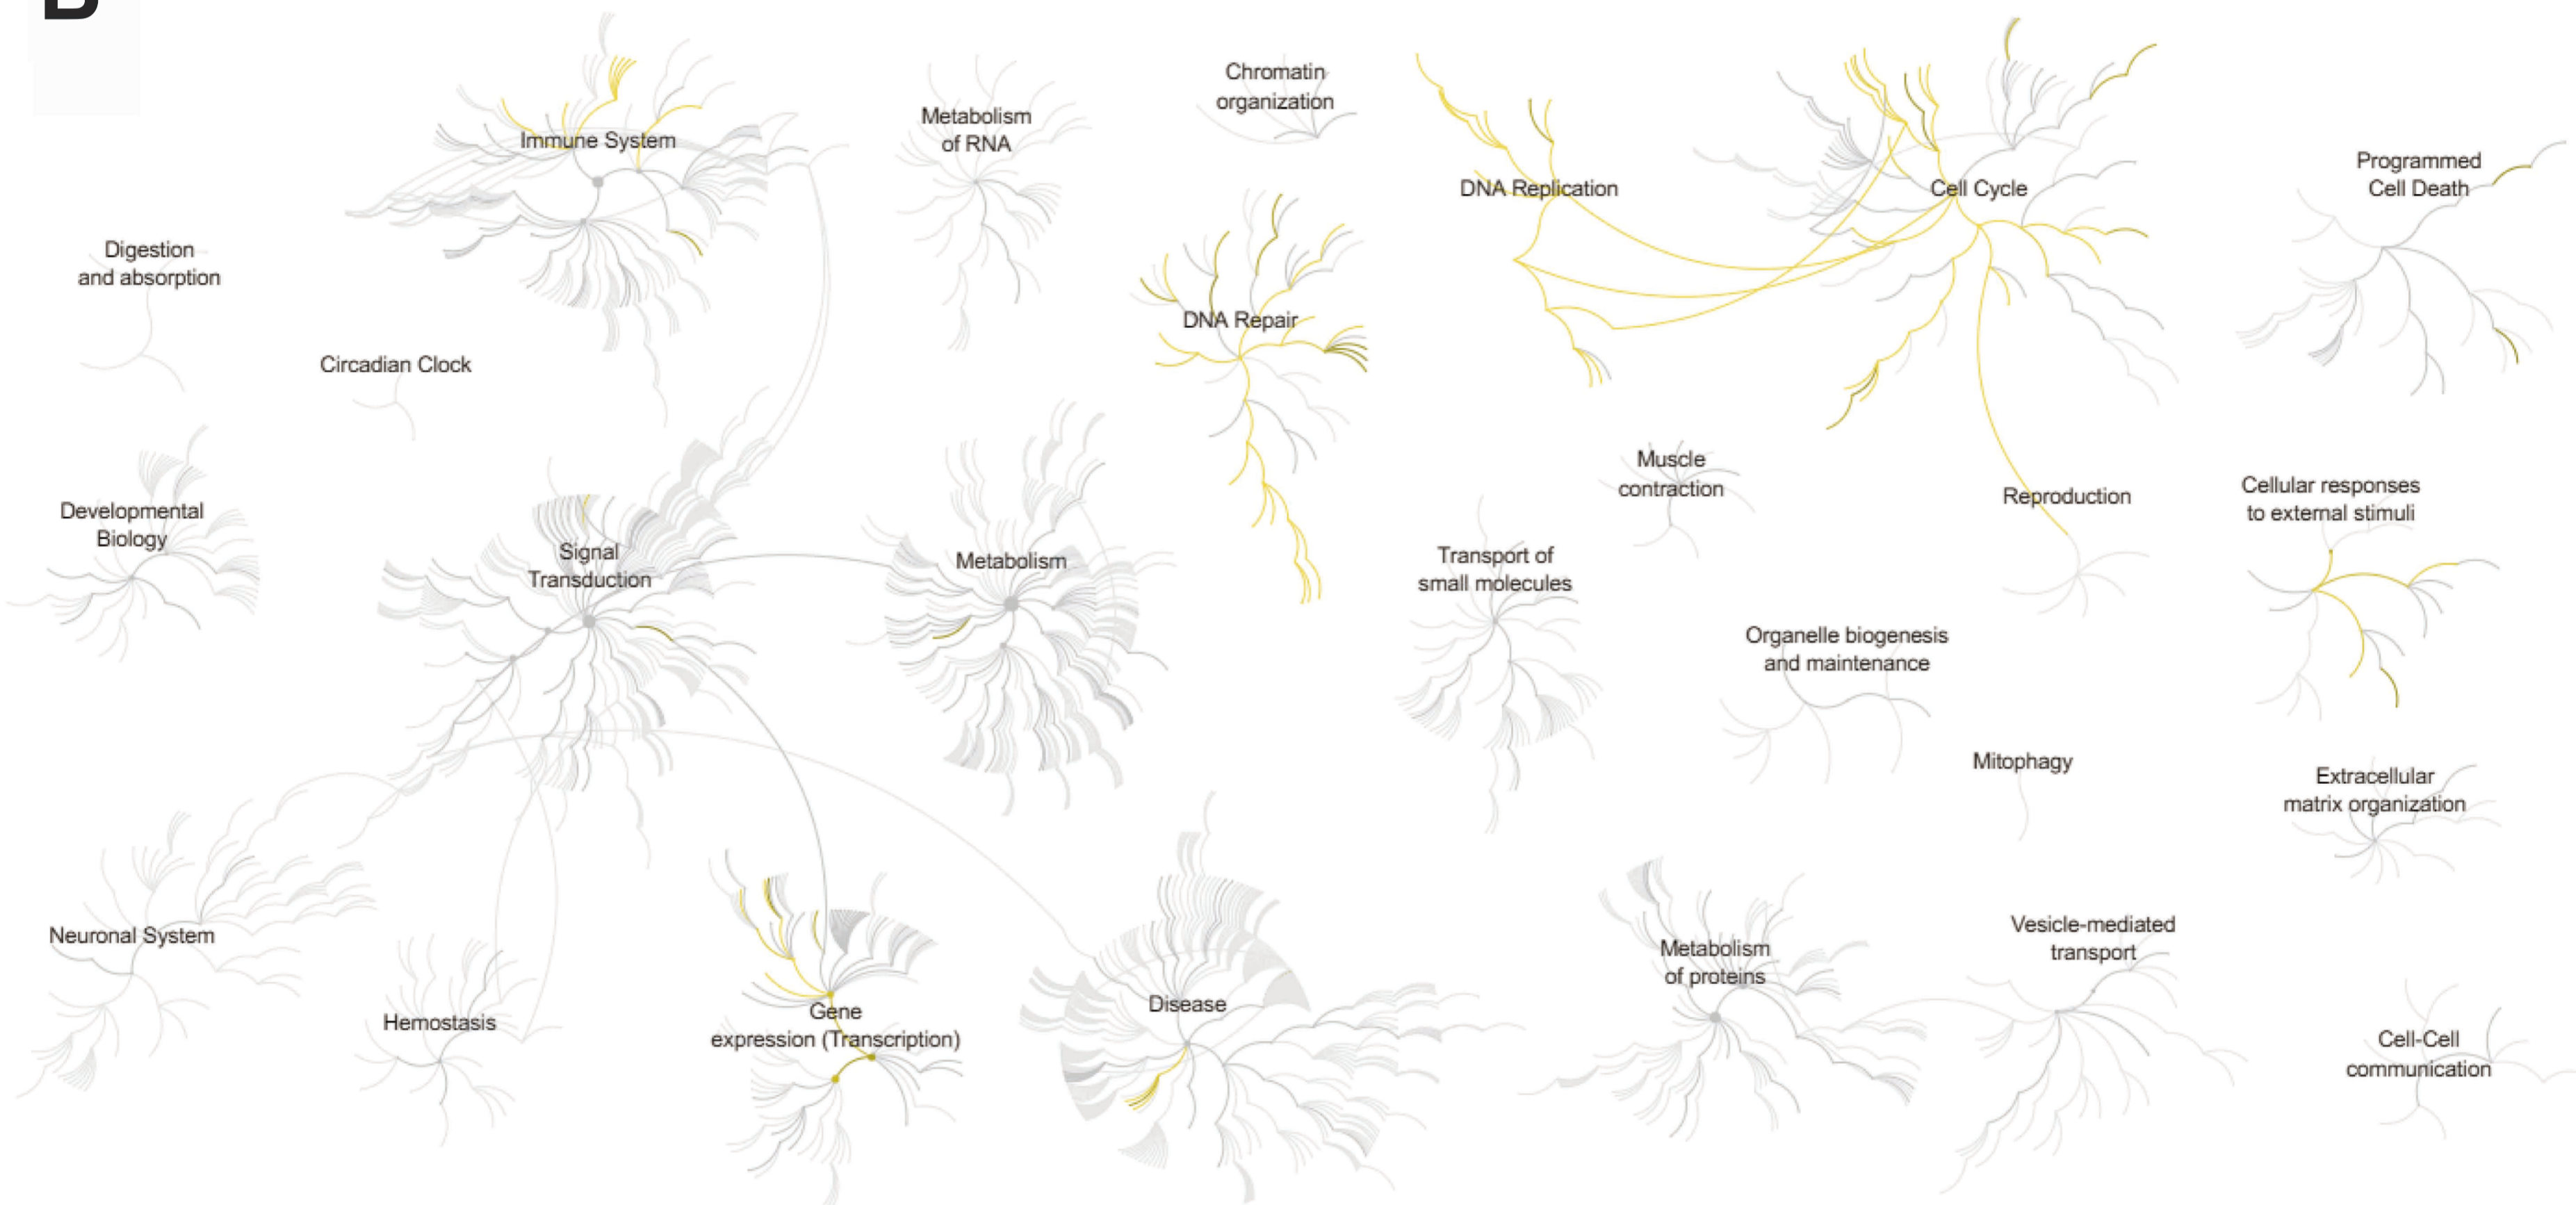 B
Immune System
Metabolism
of RNA
Chromatin
organization
DNA Replication
Cell Cycle
Programmed
Cell Death
Digestion
and absorption
DNA Repair
Circadian Clock
Developmental
Biology
Signal
Transduction
Metabolism
Muscle
contraction
Transport of
small molecules
Reproduction
Cellular responses
to external stimuli
Organelle biogenesis
and maintenance
Mitophagy
Extracellular
matrix organization
Neuronal System
Hemostasis
Gene
expression (Transcription)
Disease
Metabolism
of proteins
Vesicle-mediated
transport
Cell-Cell
communication